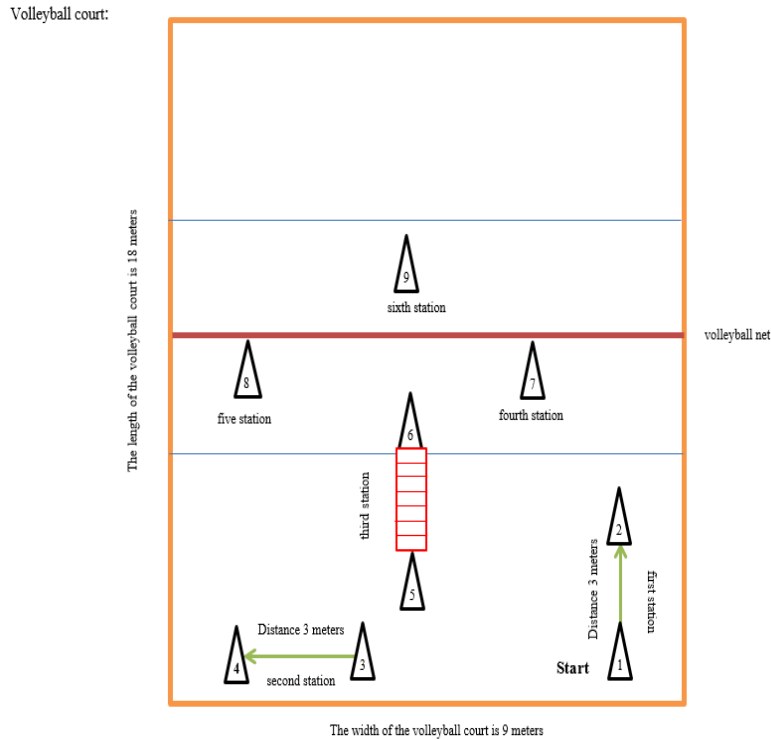 Volleyball court:
The length of the volleyball court is 18 meters
9
sixth station
volleyball net
8
7
five station
fourth station
6
third station
2
Distance 3 meters
first station
5
Distance 3 meters
4
3
second station
Start
1
The width of the volleyball court is 9 meters